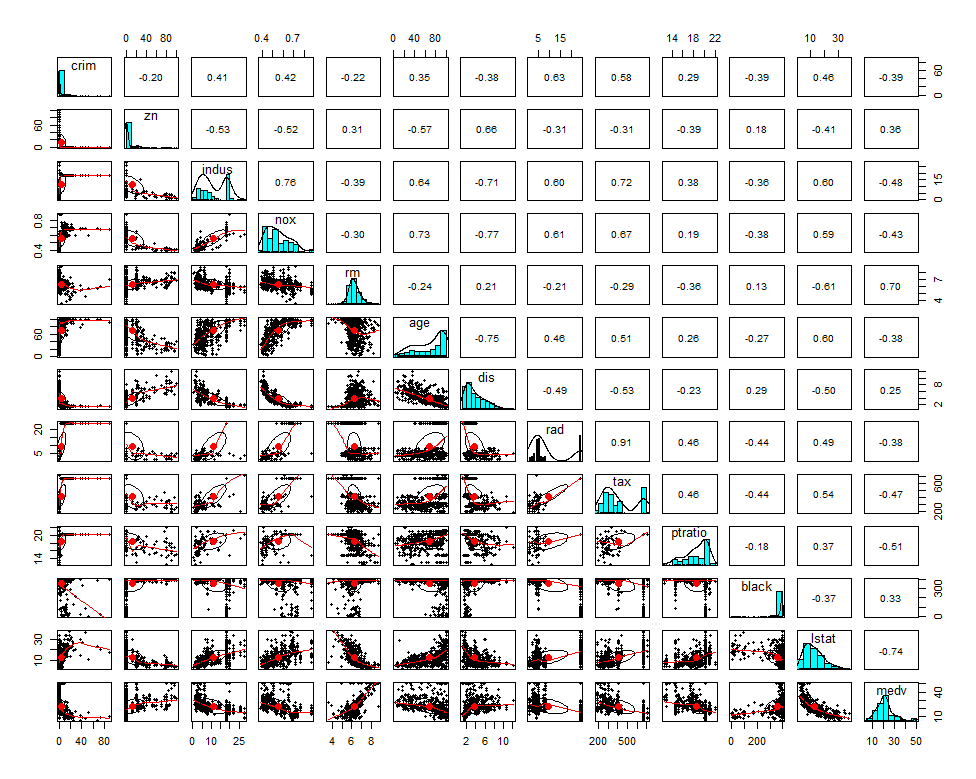 0 40 80 0.4 0.7 0 40 80 5 15 14 18 22 10 30
crim -0.20 0.41 0.42 -0.22 0.35 -0.38 0.63 0.58 0.29 -0.39 0.46 -0.39 0 60
0 60 zn -0.53 -0.52 0.31 -0.57 0.66 -0.31 -0.31 -0.39 0.18 -0.41 0.36
indus 0.76 -0.39 0.64 -0.71 0.60 0.72 0.38 -0.36 0.60 -0.48 0 15
0.4 0.8 nox -0.30 0.73 -0.77 0.61 0.67 0.19 -0.38 0.59 -0.43
rm -0.24 0.21 -0.21 -0.29 -0.36 0.13 -0.61 0.70 4 7
0 60 age -0.75 0.46 0.51 0.26 -0.27 0.60 -0.38
dis -0.49 -0.53 -0.23 0.29 -0.50 0.25 2 8
5 20 rad 0.91 0.46 -0.44 0.49 -0.38
tax 0.46 -0.44 0.54 -0.47 200 600
14 20 ptratio -0.18 0.37 -0.51
black -0.37 0.33 0 300
10 30 lstat -0.74
medv 10 40
0 40 80 0 10 25 4 6 8 2 6 10 200 500 0 200 10 30 50